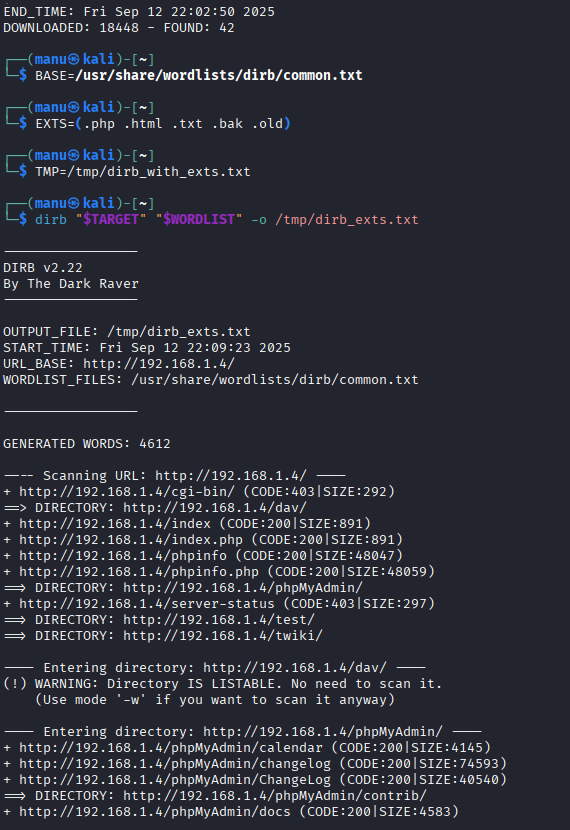 END_TIME: Fri Sep 12 22:02:50 2025
DOWNLOADED: 18448 - FOUND: 42
┌──(manu㉿kali)-[~]
└─$ BASE=/usr/share/wordlists/dirb/common.txt
┌──(manu㉿kali)-[~]
└─$ EXTS=(.php .html .txt .bak .old)
┌──(manu㉿kali)-[~]
└─$ TMP=/tmp/dirb_with_exts.txt
┌──(manu㉿kali)-[~]
└─$ dirb "$TARGET" "$WORDLIST" -o /tmp/dirb_exts.txt
-----------------
DIRB v2.22
By The Dark Raver
-----------------
OUTPUT_FILE: /tmp/dirb_exts.txt
START_TIME: Fri Sep 12 22:09:23 2025
URL_BASE: http://192.168.1.4/
WORDLIST_FILES: /usr/share/wordlists/dirb/common.txt
-----------------
GENERATED WORDS: 4612
---- Scanning URL: http://192.168.1.4/ ----
+ http://192.168.1.4/cgi-bin/ (CODE:403|SIZE:292)
==> DIRECTORY: http://192.168.1.4/dav/
+ http://192.168.1.4/index (CODE:200|SIZE:891)
+ http://192.168.1.4/index.php (CODE:200|SIZE:891)
+ http://192.168.1.4/phpinfo (CODE:200|SIZE:48047)
+ http://192.168.1.4/phpinfo.php (CODE:200|SIZE:48059)
==> DIRECTORY: http://192.168.1.4/phpMyAdmin/
+ http://192.168.1.4/server-status (CODE:403|SIZE:297)
==> DIRECTORY: http://192.168.1.4/test/
==> DIRECTORY: http://192.168.1.4/twiki/
---- Entering directory: http://192.168.1.4/dav/ ----
(!) WARNING: Directory IS LISTABLE. No need to scan it.
(Use mode '-w' if you want to scan it anyway)
---- Entering directory: http://192.168.1.4/phpMyAdmin/ ----
+ http://192.168.1.4/phpMyAdmin/calendar (CODE:200|SIZE:4145)
+ http://192.168.1.4/phpMyAdmin/changelog (CODE:200|SIZE:74593)
+ http://192.168.1.4/phpMyAdmin/ChangeLog (CODE:200|SIZE:40540)
==> DIRECTORY: http://192.168.1.4/phpMyAdmin/contrib/
+ http://192.168.1.4/phpMyAdmin/docs (CODE:200|SIZE:4583)